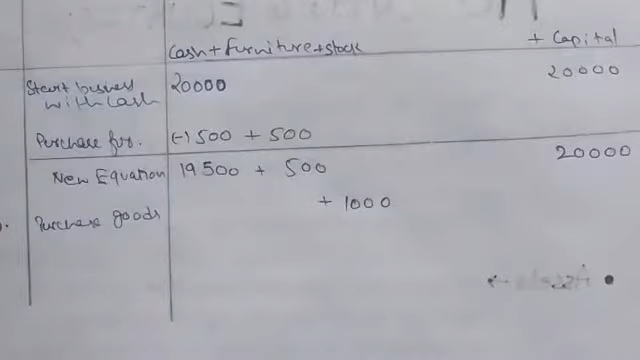 Cash + Furniture + stock + Capital
Start business 20000 20000
with Cash
Purchase fur. (-) 500 + 500
New Equation 19500 + 500 20000
Purchase goods + 1000